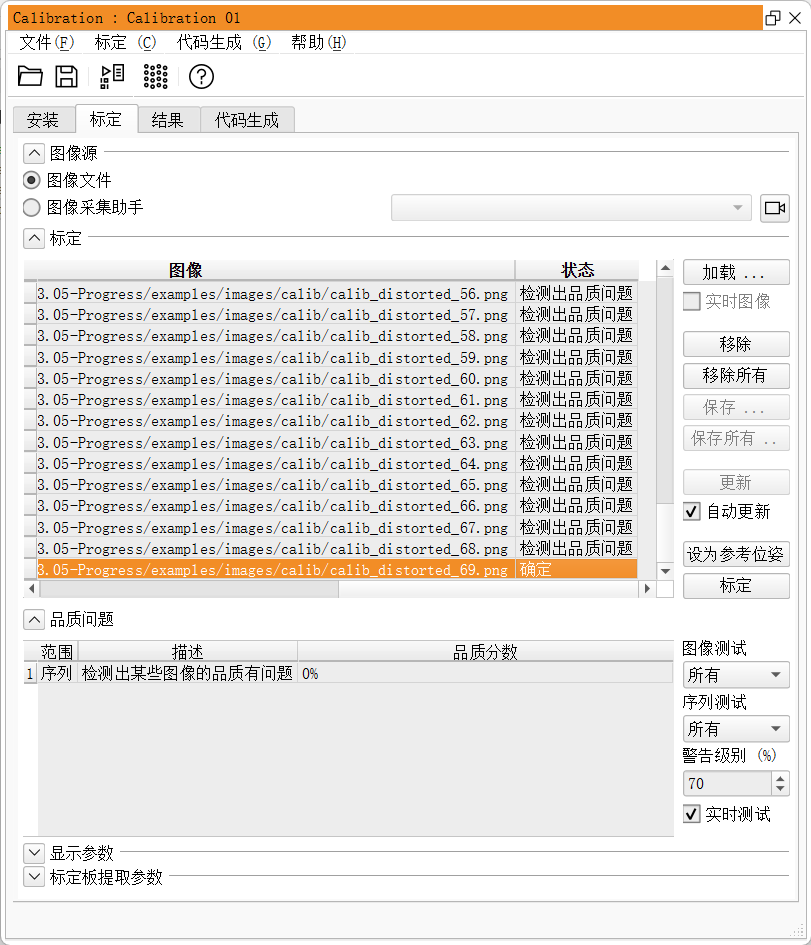 Calibration : Calibration 01
文件(F) 标定 (C) 代码生成 (G) 帮助(H)
安装 标定 结果 代码生成
图像源
图像文件
图像采集助手
标定
图像 状态
3.05-Progress/examples/images/calib/calib_distorted_56.png 检测出品质问题
3.05-Progress/examples/images/calib/calib_distorted_57.png 检测出品质问题
3.05-Progress/examples/images/calib/calib_distorted_58.png 检测出品质问题
3.05-Progress/examples/images/calib/calib_distorted_59.png 检测出品质问题
3.05-Progress/examples/images/calib/calib_distorted_60.png 检测出品质问题
3.05-Progress/examples/images/calib/calib_distorted_61.png 检测出品质问题
3.05-Progress/examples/images/calib/calib_distorted_62.png 检测出品质问题
3.05-Progress/examples/images/calib/calib_distorted_63.png 检测出品质问题
3.05-Progress/examples/images/calib/calib_distorted_64.png 检测出品质问题
3.05-Progress/examples/images/calib/calib_distorted_65.png 检测出品质问题
3.05-Progress/examples/images/calib/calib_distorted_66.png 检测出品质问题
3.05-Progress/examples/images/calib/calib_distorted_67.png 检测出品质问题
3.05-Progress/examples/images/calib/calib_distorted_68.png 检测出品质问题
3.05-Progress/examples/images/calib/calib_distorted_69.png 确定
加载 ...
实时图像
移除
移除所有
保存 ...
保存所有 ..
更新
自动更新
设为参考位姿
标定
品质问题
范围 描述 品质分数
1 序列 检测出某些图像的品质有问题 0%
图像测试
所有
序列测试
所有
警告级别 (%)
70
实时测试
显示参数
标定板提取参数